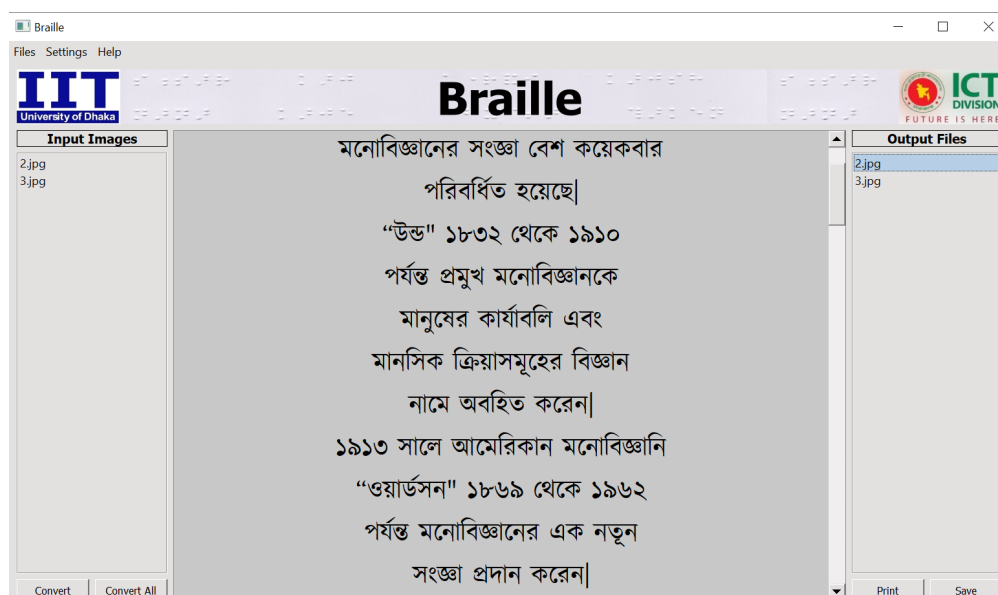 Braille
Files Settings Help
IIT
University of Dhaka
Braille
ICT
DIVISION
FUTURE IS HERE
Input Images
2.jpg
3.jpg
মনোবিজ্ঞানের সংজ্ঞা বেশ কয়েকবার
পরিবর্ধিত হয়েছে|
“উন্ড" ১৮৩২ থেকে ১৯১০
পর্যন্ত প্রমুখ মনোবিজ্ঞানকে
মানুষের কার্যাবলি এবং
মানসিক ক্রিয়াসমূহের বিজ্ঞান
নামে অবহিত করেন|
১৯১৩ সালে আমেরিকান মনোবিজ্ঞানি
“ওয়ার্ডসন" ১৮৬৯ থেকে ১৯৬২
পর্যন্ত মনোবিজ্ঞানের এক নতূন
সংজ্ঞা প্রদান করেন|
Output Files
2.jpg
3.jpg
Convert Convert All
Print Save